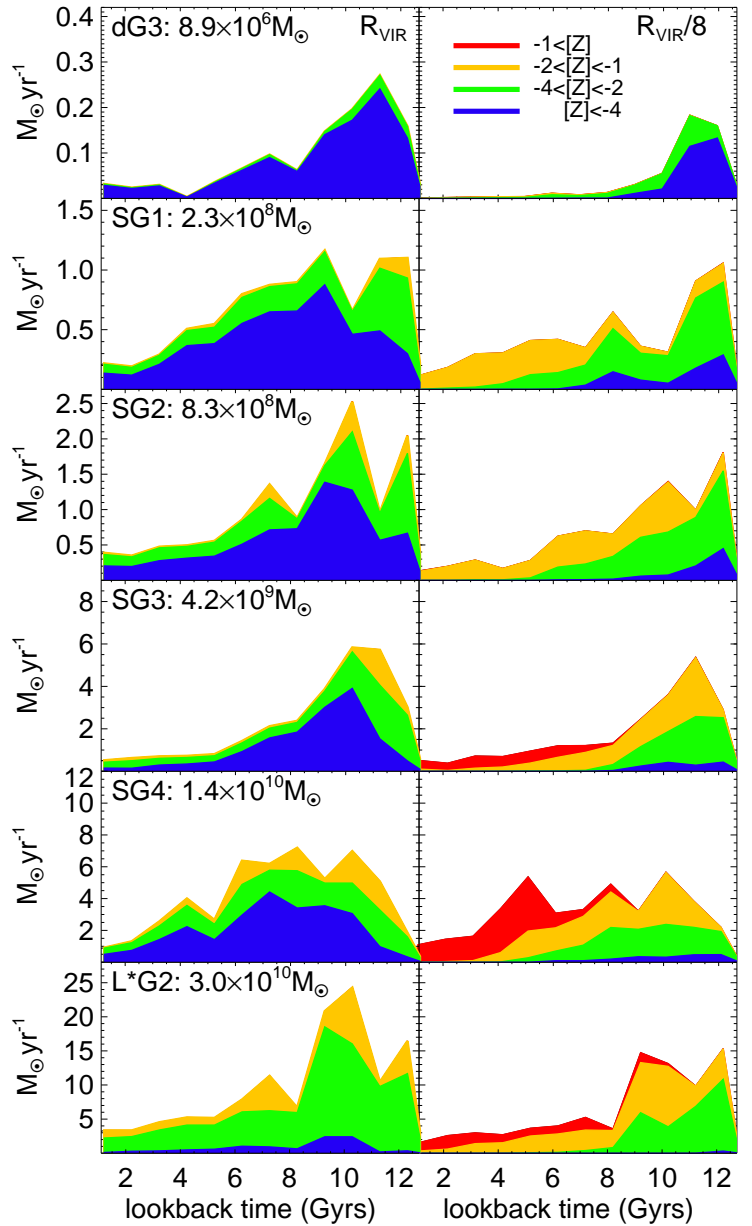 dG3: 8.9×10⁶M☉ R_VIR
R_VIR/8
-1<[Z]
-2<[Z]<-1
-4<[Z]<-2
[Z]<-4
0.4
0.3
0.2
0.1
M☉yr⁻¹
SG1: 2.3×10⁸M☉
1.5
1.0
0.5
M☉yr⁻¹
SG2: 8.3×10⁸M☉
2.5
2.0
1.5
1.0
0.5
M☉yr⁻¹
SG3: 4.2×10⁹M☉
8
6
4
2
M☉yr⁻¹
SG4: 1.4×10¹⁰M☉
12
10
8
6
4
2
M☉yr⁻¹
L*G2: 3.0×10¹⁰M☉
25
20
15
10
5
M☉yr⁻¹
2 4 6 8 10 12
2 4 6 8 10 12
lookback time (Gyrs)
lookback time (Gyrs)